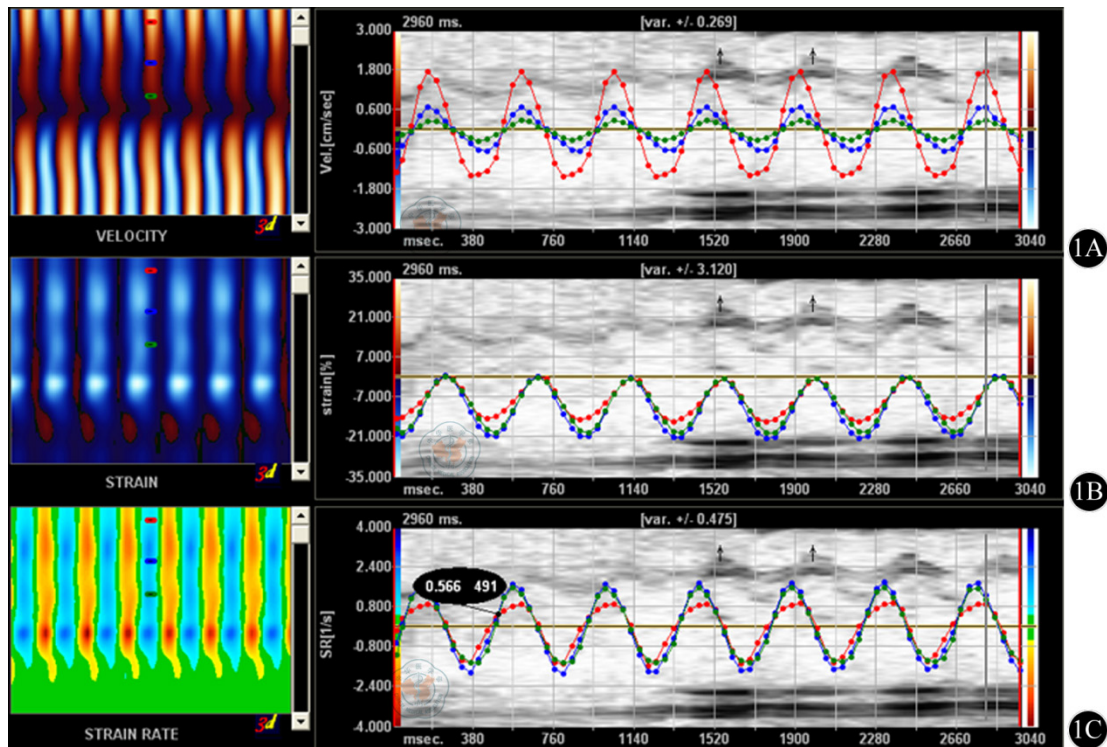 2960 ms. [var. +/- 0.269]
3.000
1.800
0.600
-0.600
-1.800
-3.000
Vel.[cm/sec]
msec. 380 760 1140 1520 1900 2280 2660 3040
VELOCITY
3d
1A
2960 ms. [var. +/- 3.120]
35.000
21.000
7.000
-7.000
-21.000
-35.000
strain[%]
msec. 380 760 1140 1520 1900 2280 2660 3040
STRAIN
3d
1B
2960 ms. [var. +/- 0.475]
4.000
2.400
0.800
-0.800
-2.400
-4.000
SR[1/s]
0.566 491
msec. 380 760 1140 1520 1900 2280 2660 3040
STRAIN RATE
3d
1C